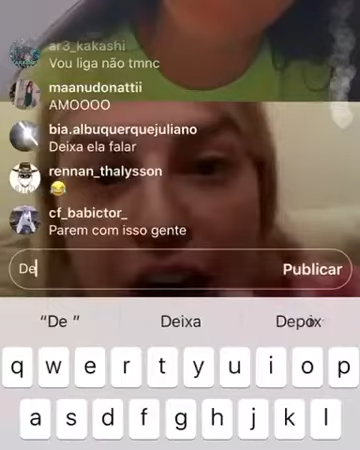 ar3_kakashi
Vou liga não tmnc
maanudonattii
AMOOOO
bia.albuquerquejuliano
Deixa ela falar
rennan_thalysson
😂
cf_babictor_
Parem com isso gente
De
Publicar
“De ”
Deixa
q w e r t y u i o p
a s d f g h j k l